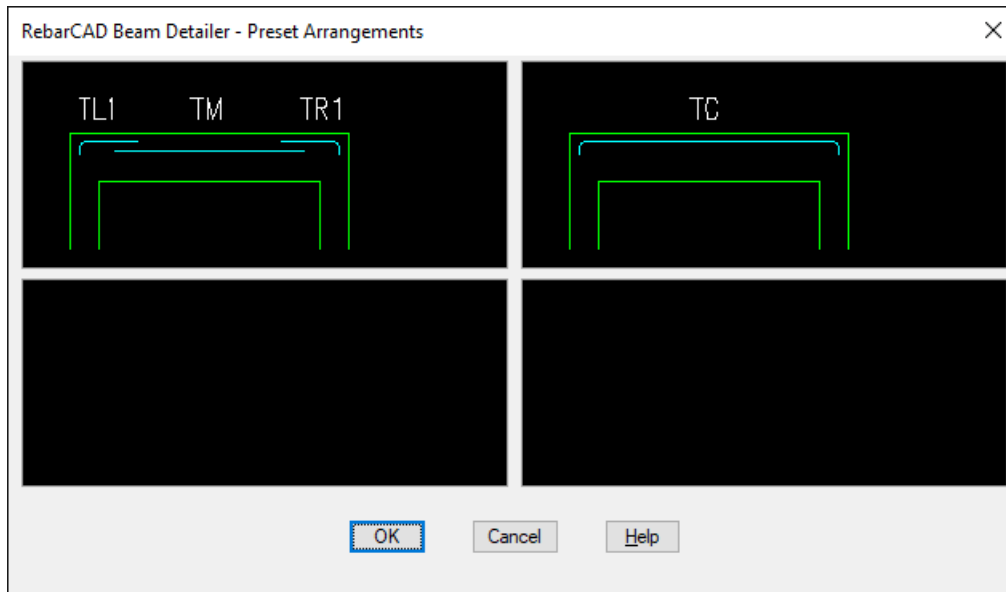 RebarCAD Beam Detailer - Preset Arrangements
TL1 TM TR1
TC
OK Cancel Help